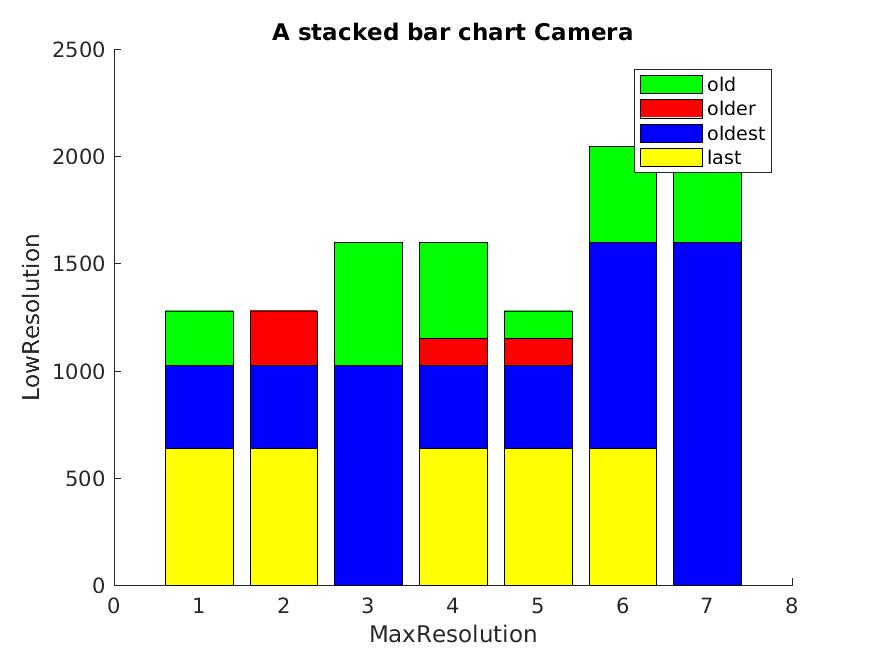 A stacked bar chart Camera
2500
2000
1500
1000
500
0
LowResolution
old
older
oldest
last
0 1 2 3 4 5 6 7 8
MaxResolution